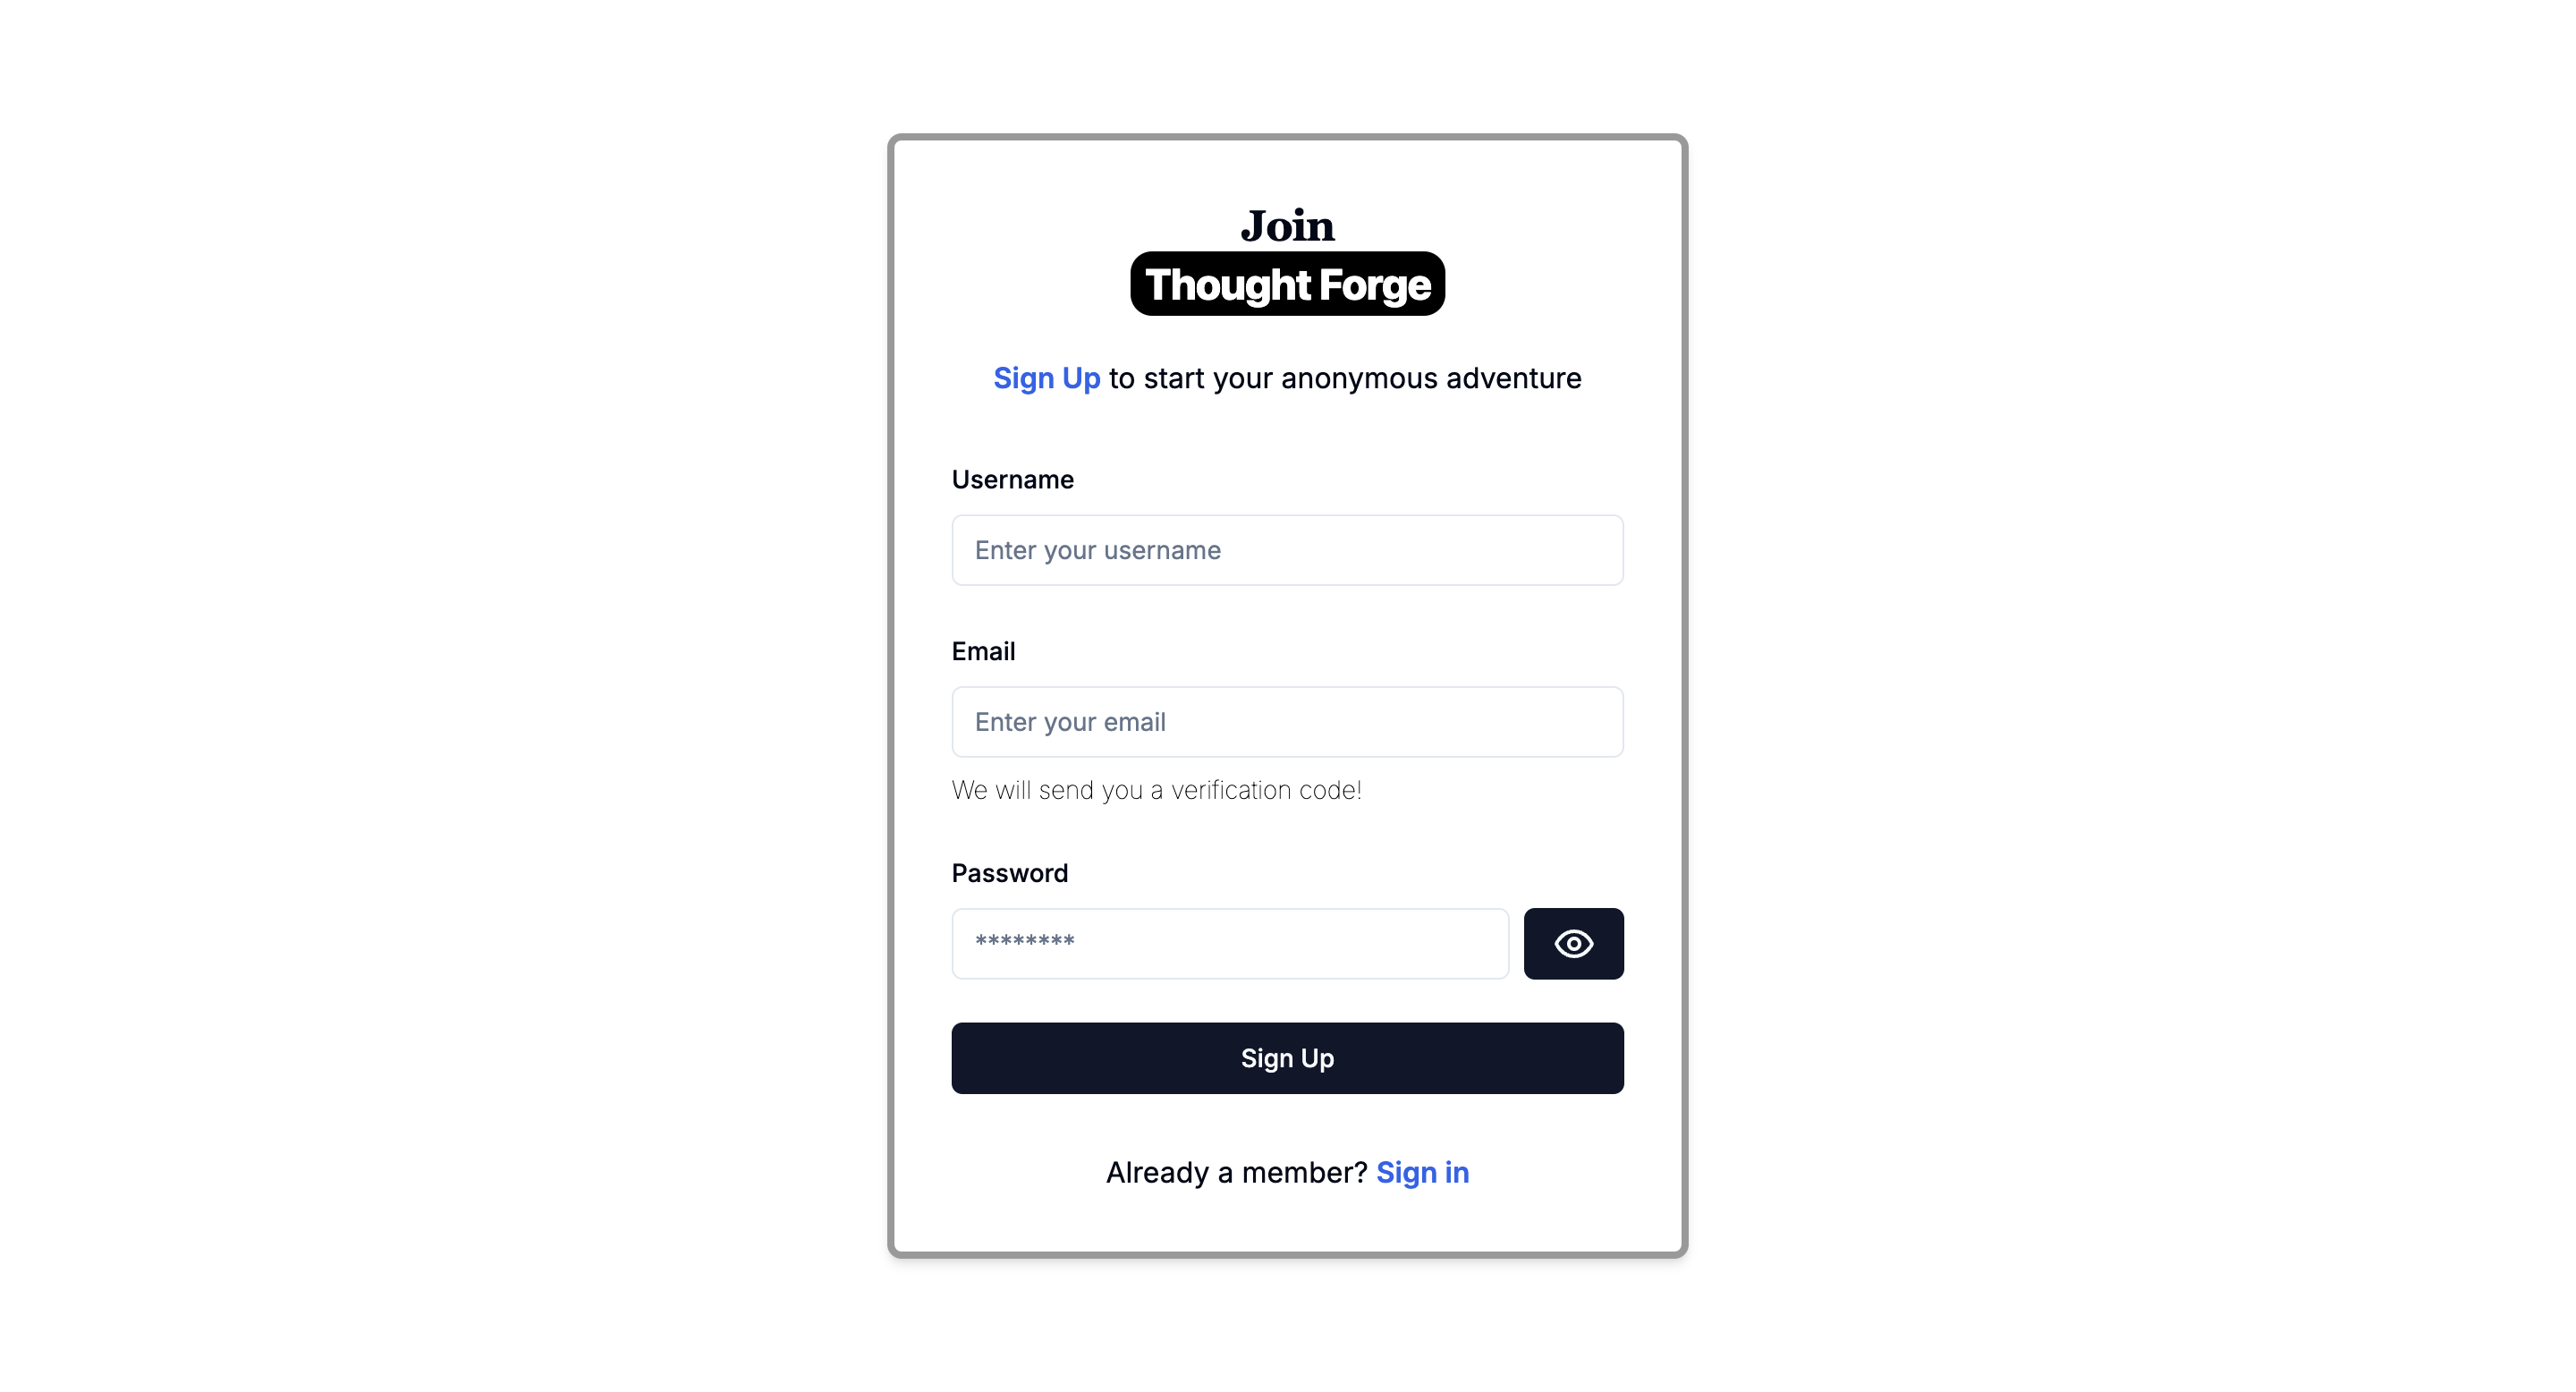 Join
Thought Forge
Sign Up to start your anonymous adventure
Username
Enter your username
Email
Enter your email
We will send you a verification code!
Password
********
Sign Up
Already a member? Sign in